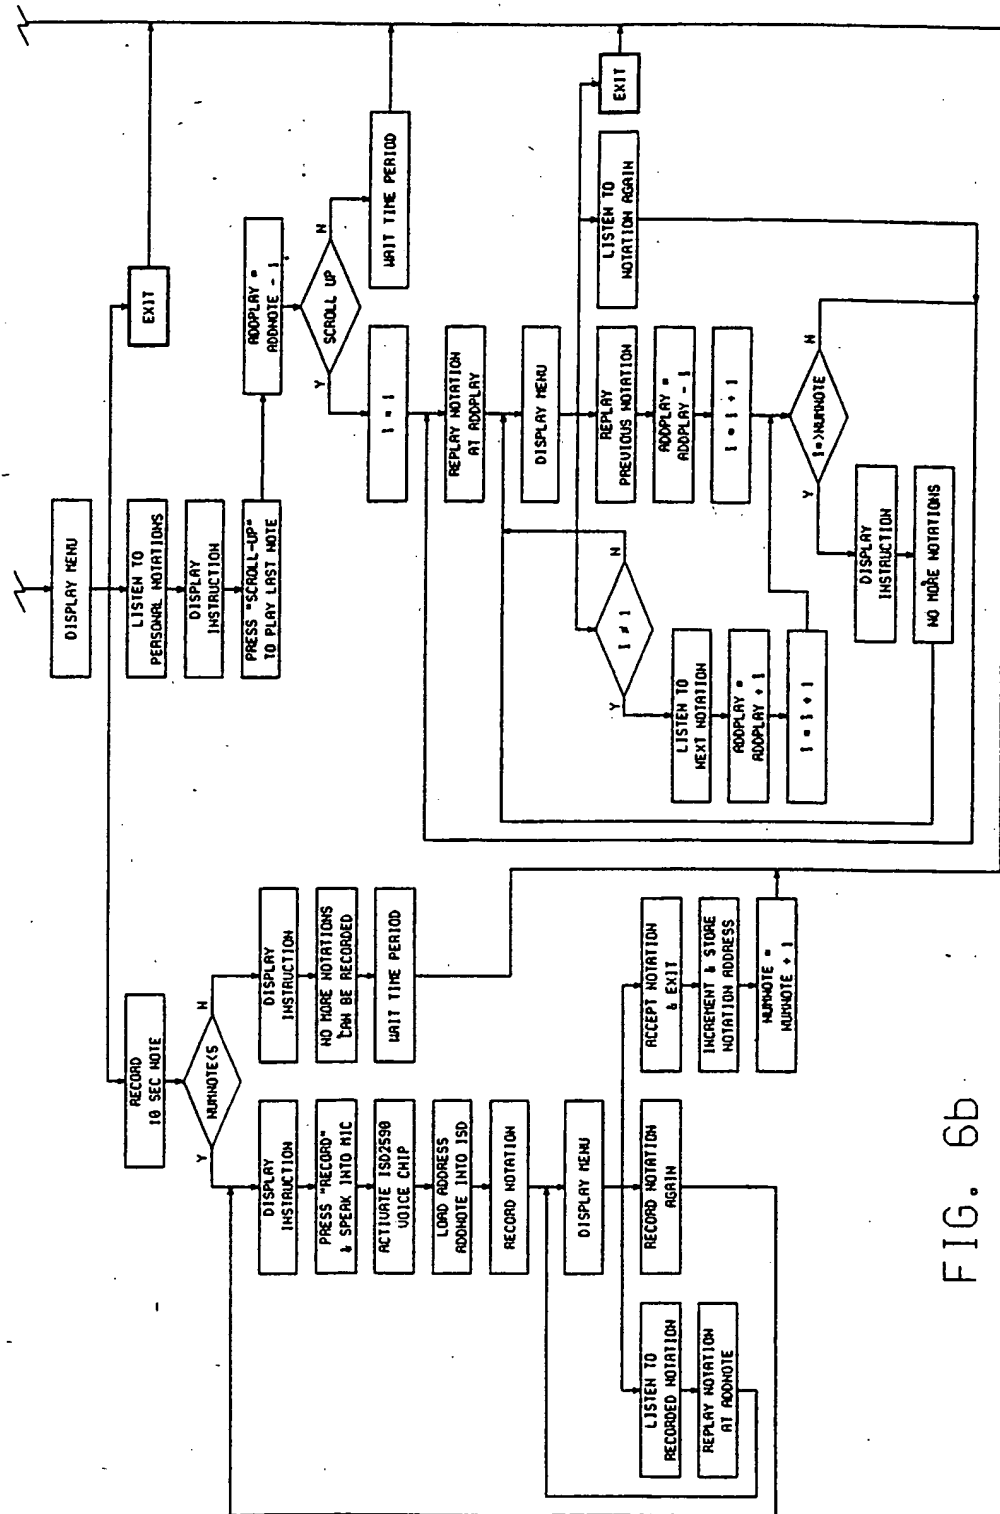 DISPLAY MENU
RECORD
10 SEC NOTE
LISTEN TO
PERSONAL NOTATIONS
EXIT
NUMNOTE<5
Y
N
DISPLAY
INSTRUCTION
PRESS "SCROLL-UP"
TO PLAY LAST NOTE
ADDPLAY =
ADDNOTE - 1
SCROLL UP
Y
N
WAIT TIME PERIOD
DISPLAY
INSTRUCTION
PRESS "RECORD"
& SPEAK INTO MIC
ACTIVATE ISD2590
VOICE CHIP
LOAD ADDRESS
ADDNOTE INTO ISD
RECORD NOTATION
DISPLAY MENU
DISPLAY
INSTRUCTION
NO MORE NOTATIONS
CAN BE RECORDED
WAIT TIME PERIOD
LISTEN TO
RECORDED NOTATION
REPLAY NOTATION
AT ADDNOTE
RECORD NOTATION
AGAIN
ACCEPT NOTATION
& EXIT
INCREMENT & STORE
NOTATION ADDRESS
NUMNOTE =
NUMNOTE + 1
I = 1
REPLAY NOTATION
AT ADDPLAY
DISPLAY MENU
I ≠ 1
Y
N
LISTEN TO
NEXT NOTATION
ADDPLAY =
ADDPLAY + 1
I = I + 1
REPLAY
PREVIOUS NOTATION
ADDPLAY =
ADDPLAY - 1
I = I + 1
LISTEN TO
NOTATION AGAIN
EXIT
I=>NUMNOTE
Y
N
DISPLAY
INSTRUCTION
NO MORE NOTATIONS
FIG. 6b